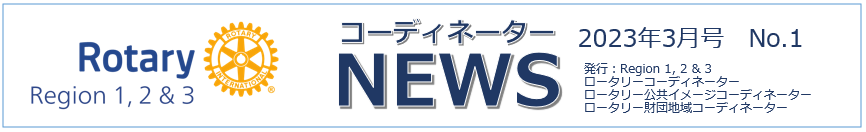 Rotary
Region 1, 2 & 3
ROTARY
INTERNATIONAL
®
コーディネーター
NEWS
2023年3月号　No.1
発行：Region 1, 2 & 3
ロータリーコーディネーター
ロータリー公共イメージコーディネーター
ロータリー財団地域コーディネーター